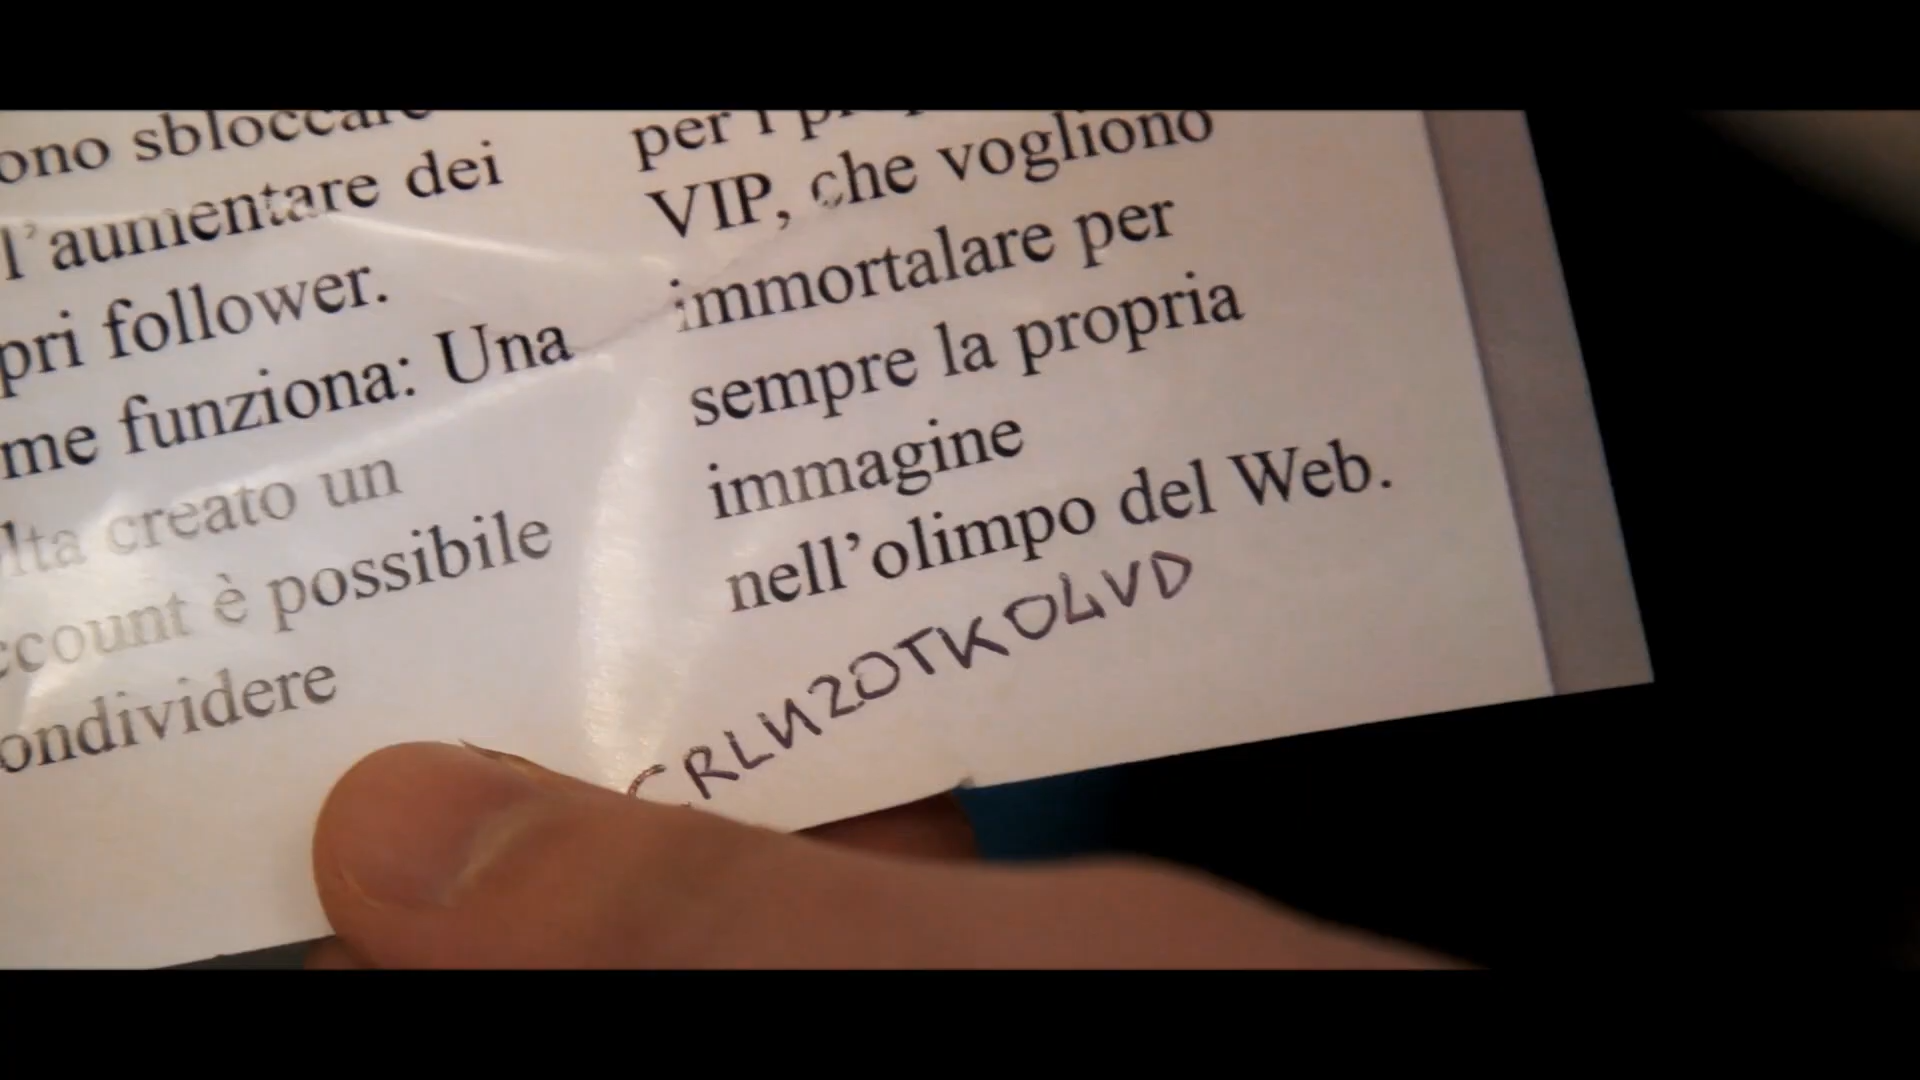 ono sbloccare
l'aumentare dei
pri follower.
me funziona: Una
lta creato un
ccount è possibile
ondividere
per i
VIP, che vogliono
immortalare per
sempre la propria
immagine
nell'olimpo del Web.